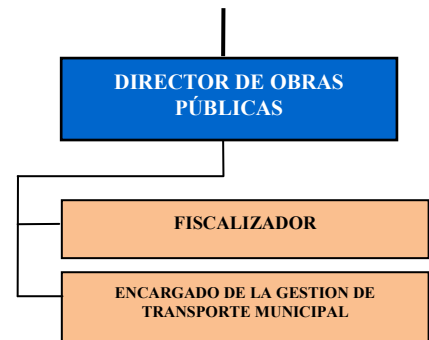 DIRECTOR DE OBRAS
PÚBLICAS
FISCALIZADOR
ENCARGADO DE LA GESTION DE
TRANSPORTE MUNICIPAL